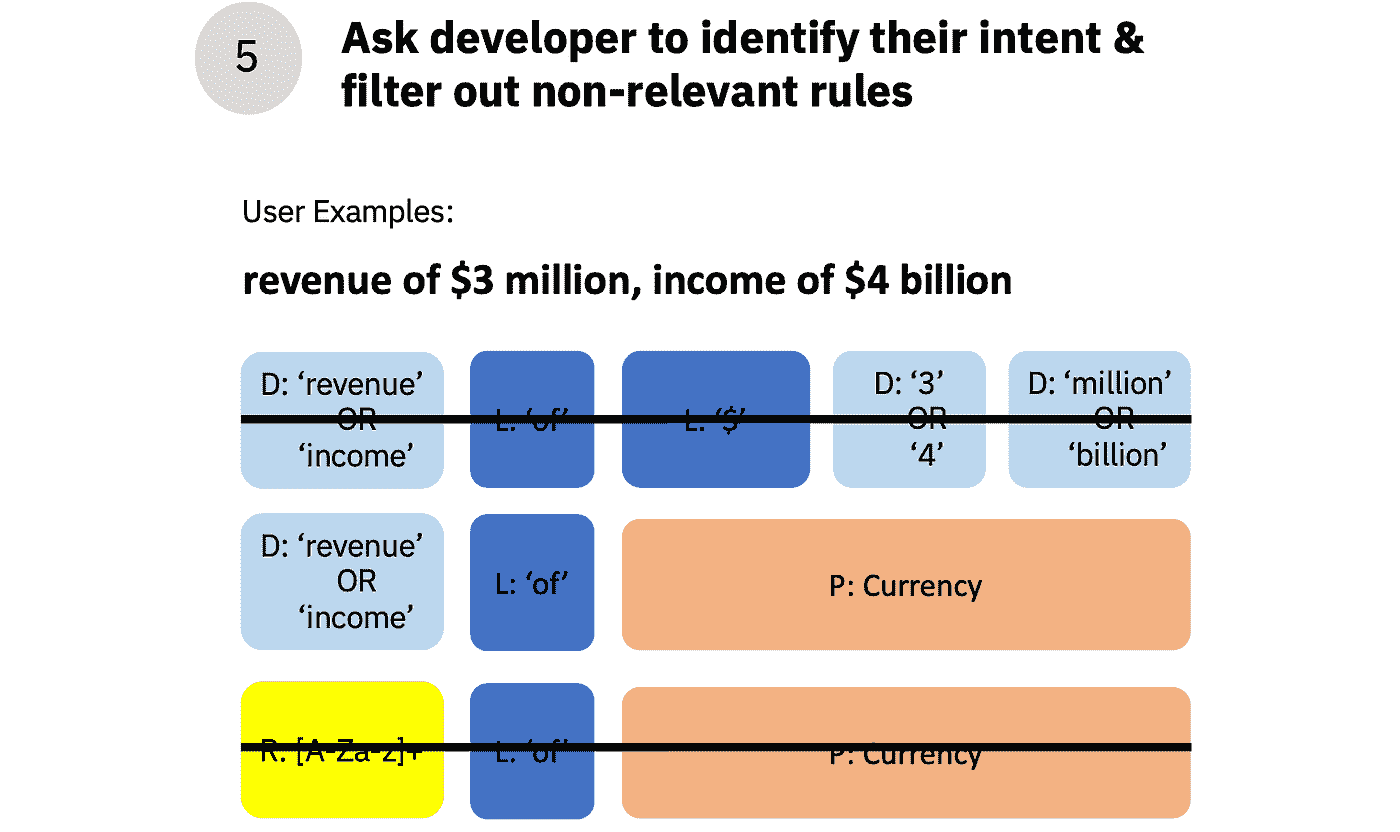 5
Ask developer to identify their intent &
filter out non-relevant rules
User Examples:
revenue of $3 million, income of $4 billion
D: ‘revenue’
OR
‘income’
L: ‘of’
L: ‘$’
D: ‘3’
OR
‘4’
D: ‘million’
OR
‘billion’
D: ‘revenue’
OR
‘income’
L: ‘of’
P: Currency
R: [A-Za-z]+
L: ‘of’
P: Currency